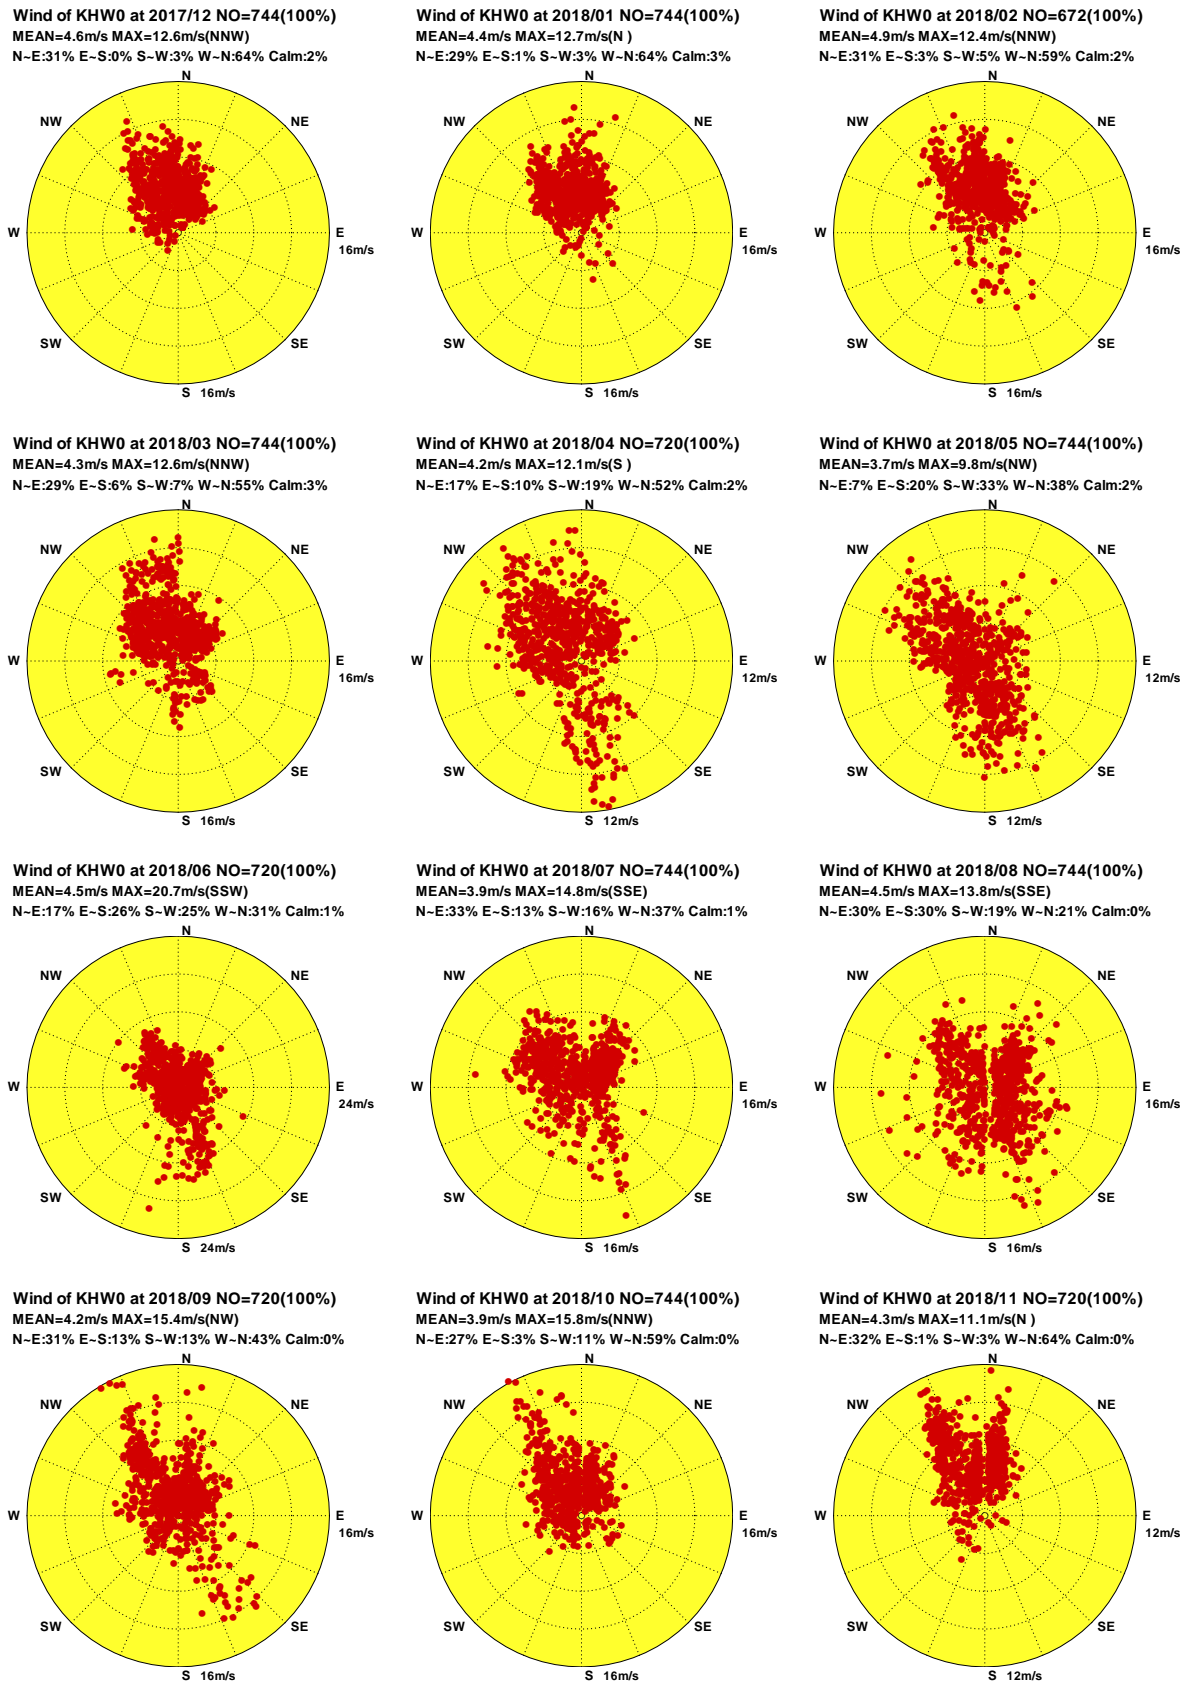 Wind of KHW0 at 2017/12 NO=744(100%)
MEAN=4.6m/s MAX=12.6m/s(NNW)
N~E:31% E~S:0% S~W:3% W~N:64% Calm:2%
N
NW
NE
W
E
16m/s
SW
SE
S 16m/s
Wind of KHW0 at 2018/01 NO=744(100%)
MEAN=4.4m/s MAX=12.7m/s(N )
N~E:29% E~S:1% S~W:3% W~N:64% Calm:3%
N
NW
NE
W
E
16m/s
SW
SE
S 16m/s
Wind of KHW0 at 2018/02 NO=672(100%)
MEAN=4.9m/s MAX=12.4m/s(NNW)
N~E:31% E~S:3% S~W:5% W~N:59% Calm:2%
N
NW
NE
W
E
16m/s
SW
SE
S 16m/s
Wind of KHW0 at 2018/03 NO=744(100%)
MEAN=4.3m/s MAX=12.6m/s(NNW)
N~E:29% E~S:6% S~W:7% W~N:55% Calm:3%
N
NW
NE
W
E
16m/s
SW
SE
S 16m/s
Wind of KHW0 at 2018/04 NO=720(100%)
MEAN=4.2m/s MAX=12.1m/s(S )
N~E:17% E~S:10% S~W:19% W~N:52% Calm:2%
N
NW
NE
W
E
12m/s
SW
SE
S 12m/s
Wind of KHW0 at 2018/05 NO=744(100%)
MEAN=3.7m/s MAX=9.8m/s(NW)
N~E:7% E~S:20% S~W:33% W~N:38% Calm:2%
N
NW
NE
W
E
12m/s
SW
SE
S 12m/s
Wind of KHW0 at 2018/06 NO=720(100%)
MEAN=4.5m/s MAX=20.7m/s(SSW)
N~E:17% E~S:26% S~W:25% W~N:31% Calm:1%
N
NW
NE
W
E
24m/s
SW
SE
S 24m/s
Wind of KHW0 at 2018/07 NO=744(100%)
MEAN=3.9m/s MAX=14.8m/s(SSE)
N~E:33% E~S:13% S~W:16% W~N:37% Calm:1%
N
NW
NE
W
E
16m/s
SW
SE
S 16m/s
Wind of KHW0 at 2018/08 NO=744(100%)
MEAN=4.5m/s MAX=13.8m/s(SSE)
N~E:30% E~S:30% S~W:19% W~N:21% Calm:0%
N
NW
NE
W
E
16m/s
SW
SE
S 16m/s
Wind of KHW0 at 2018/09 NO=720(100%)
MEAN=4.2m/s MAX=15.4m/s(NW)
N~E:31% E~S:13% S~W:13% W~N:43% Calm:0%
N
NW
NE
W
E
16m/s
SW
SE
S 16m/s
Wind of KHW0 at 2018/10 NO=744(100%)
MEAN=3.9m/s MAX=15.8m/s(NNW)
N~E:27% E~S:3% S~W:11% W~N:59% Calm:0%
N
NW
NE
W
E
16m/s
SW
SE
S 16m/s
Wind of KHW0 at 2018/11 NO=720(100%)
MEAN=4.3m/s MAX=11.1m/s(N )
N~E:32% E~S:1% S~W:3% W~N:64% Calm:0%
N
NW
NE
W
E
12m/s
SW
SE
S 12m/s